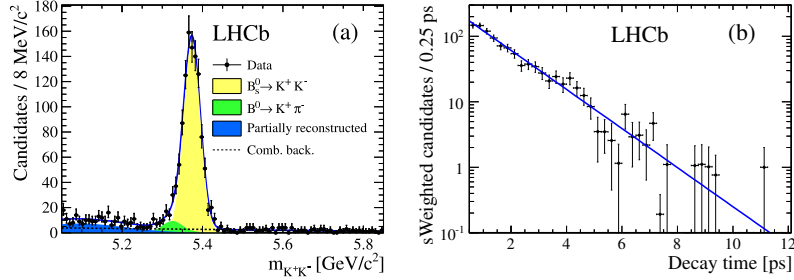 Candidates / 8 MeV/c²
180
160
140
120
100
80
60
40
20
0
LHCb (a)
Data
B⁰ₛ→K⁺K⁻
B⁰→K⁺π⁻
Partially reconstructed
Comb. back.
5.2 5.4 5.6 5.8
m_K⁺K⁻ [GeV/c²]
sWeighted candidates / 0.25 ps
10²
10
1
10⁻¹
LHCb (b)
2 4 6 8 10 12
Decay time [ps]